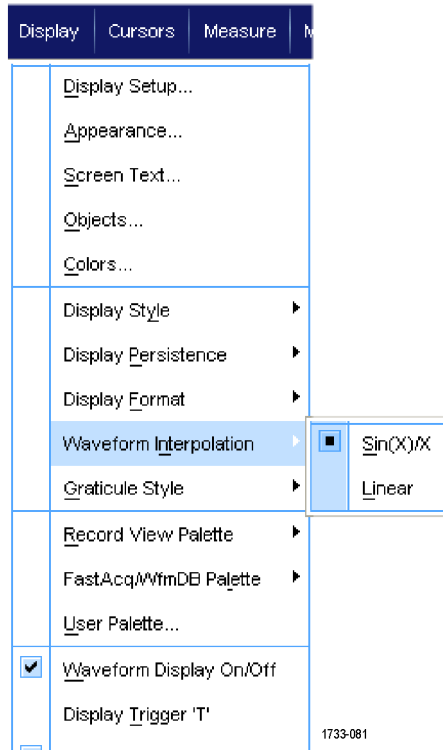 Display Cursors Measure
Display Setup...
Appearance...
Screen Text...
Objects...
Colors...
Display Style
Display Persistence
Display Format
Waveform Interpolation
Sin(X)/X
Linear
Graticule Style
Record View Palette
FastAcq/WfmDB Palette
User Palette...
Waveform Display On/Off
Display Trigger 'T'
1733-081